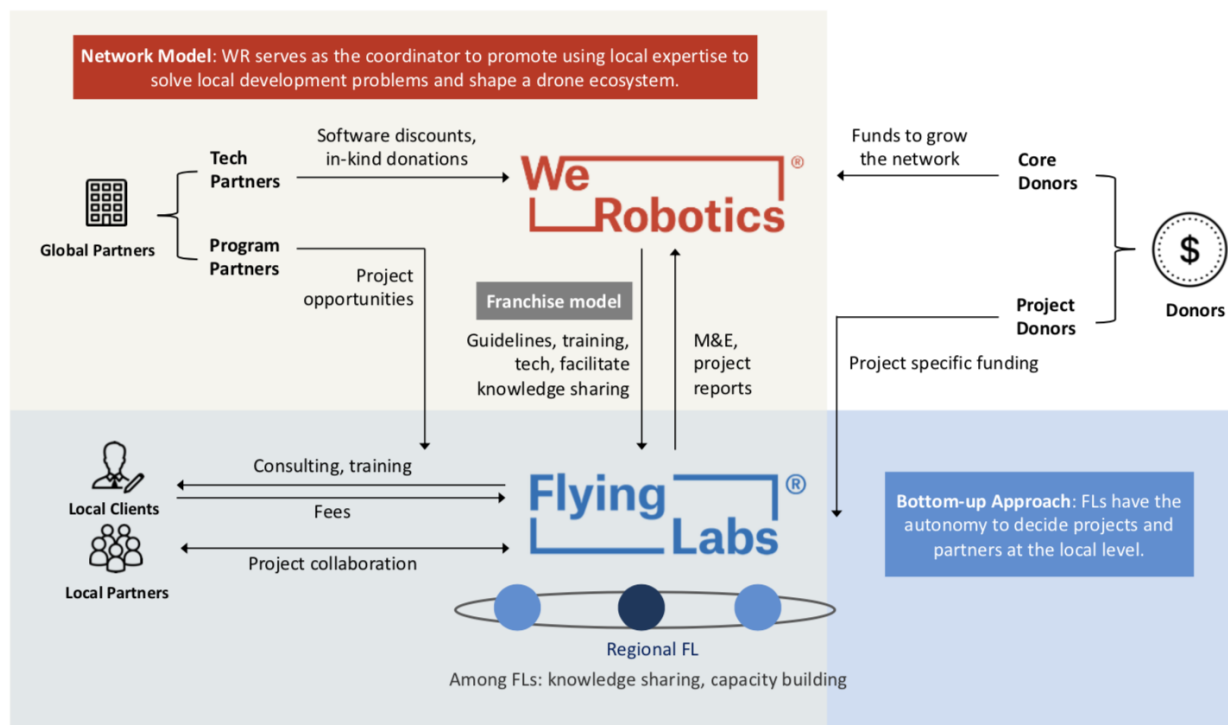 Network Model: WR serves as the coordinator to promote using local expertise to
solve local development problems and shape a drone ecosystem.
Tech
Partners
Software discounts,
in-kind donations
We
Robotics®
Funds to grow
the network
Core
Donors
Global Partners
Program
Partners
Project
opportunities
Franchise model
Guidelines, training,
tech, facilitate
knowledge sharing
M&E,
project
reports
$
Donors
Project
Donors
Project specific funding
Local Clients
Consulting, training
Fees
Flying
Labs®
Local Partners
Project collaboration
Bottom-up Approach: FLs have the
autonomy to decide projects and
partners at the local level.
Regional FL
Among FLs: knowledge sharing, capacity building